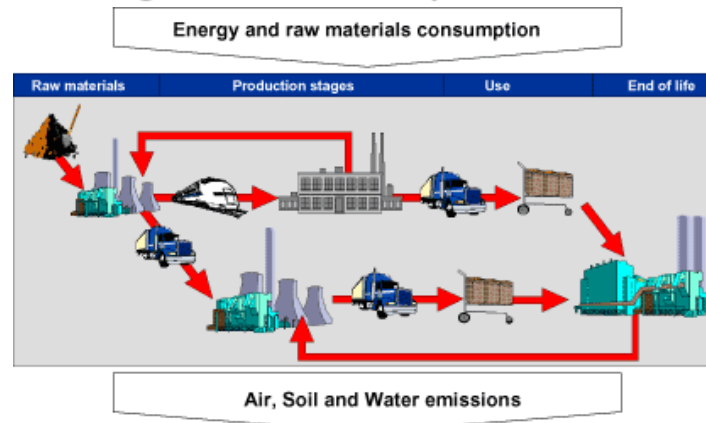 Energy and raw materials consumption
Raw materials Production stages Use End of life
Air, Soil and Water emissions